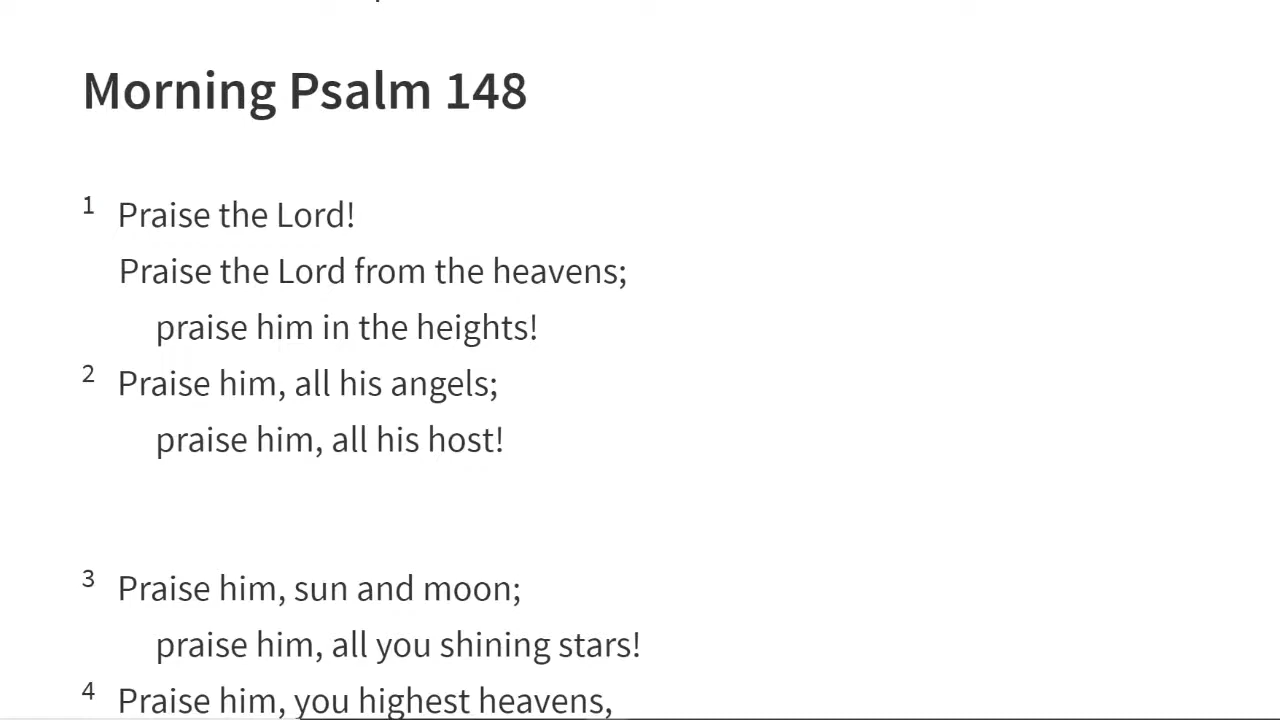 Morning Psalm 148
1 Praise the Lord!
Praise the Lord from the heavens;
praise him in the heights!
2 Praise him, all his angels;
praise him, all his host!
3 Praise him, sun and moon;
praise him, all you shining stars!
4 Praise him, you highest heavens,